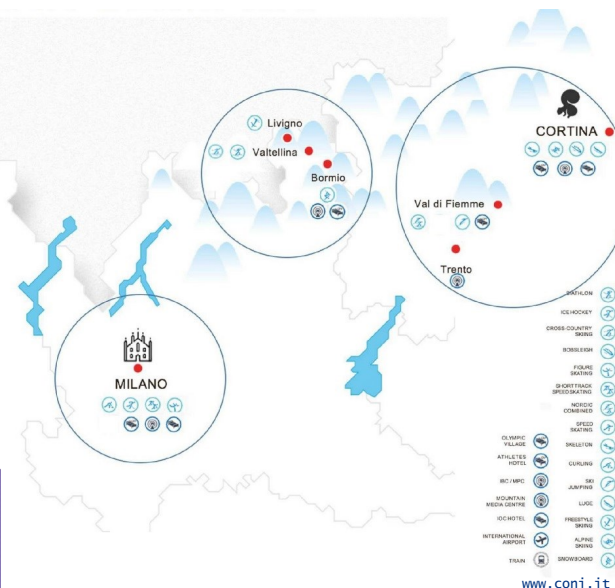 Livigno
CORTINA
Valtellina
Bormio
Val di Fiemme
Trento
MILANO
BIATHLON
ICE HOCKEY
CROSS-COUNTRY
SKIING
BOBSLEIGH
FIGURE
SKATING
SHORT TRACK
SPEED SKATING
NORDIC
COMBINED
SPEED
SKATING
SKELETON
CURLING
SKI
JUMPING
LUGE
FREESTYLE
SKIING
ALPINE
SKIING
SNOWBOARD
OLYMPIC
VILLAGE
ATHLETES
HOTEL
IBC / MPC
MOUNTAIN
MEDIA CENTRE
IOC HOTEL
INTERNATIONAL
AIRPORT
TRAIN
www.coni.it